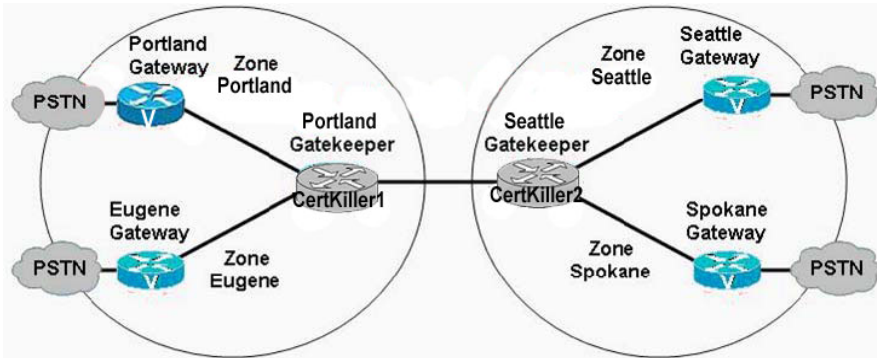 Portland
Gateway
Zone
Portland
PSTN
V
Portland
Gatekeeper
CertKiller1
Eugene
Gateway
PSTN
V
Zone
Eugene
Zone
Seattle
Seattle
Gateway
V
PSTN
Seattle
Gatekeeper
CertKiller2
Spokane
Gateway
V
PSTN
Zone
Spokane